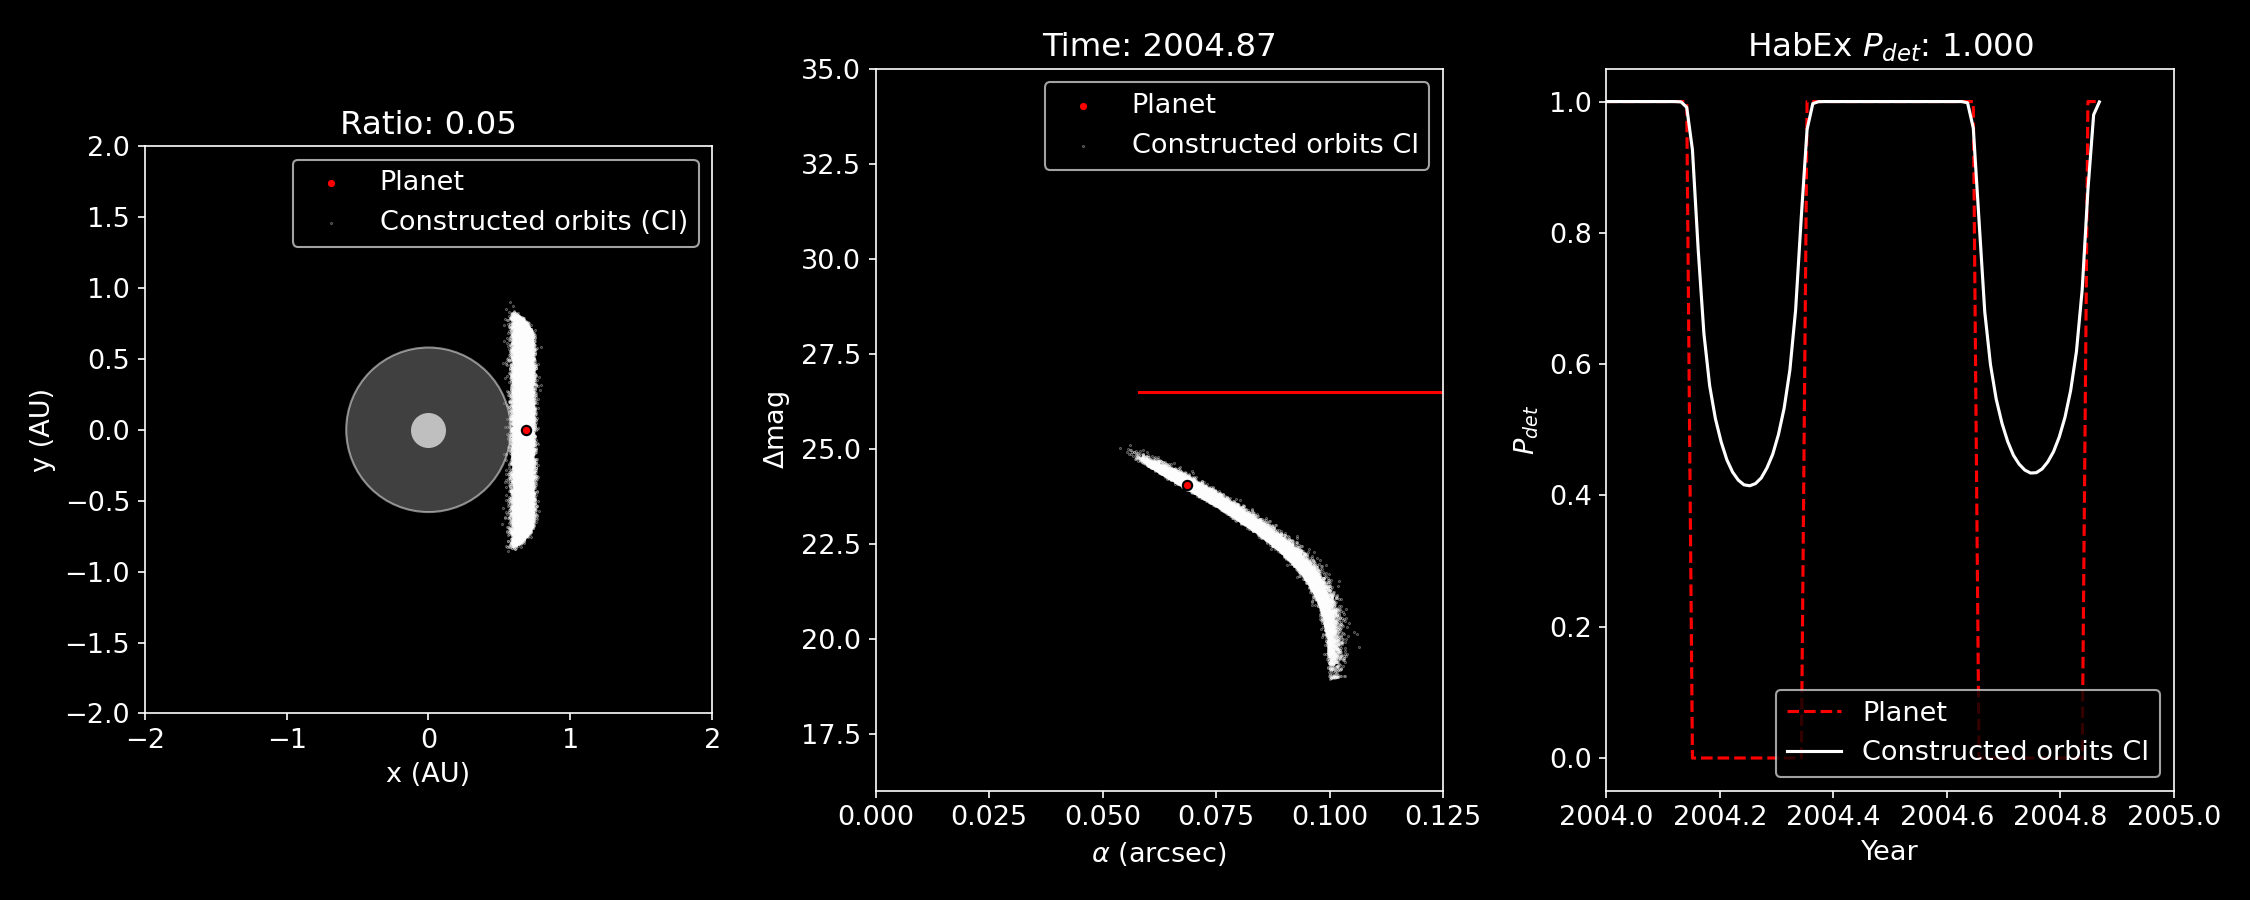 Ratio: 0.05
Planet
Constructed orbits (CI)
2.0
1.5
1.0
0.5
0.0
−0.5
−1.0
−1.5
−2.0
y (AU)
−2
−1
0
1
2
x (AU)
Time: 2004.87
Planet
Constructed orbits CI
35.0
32.5
30.0
27.5
25.0
22.5
20.0
17.5
Δmag
0.000
0.025
0.050
0.075
0.100
0.125
α (arcsec)
HabEx P_det: 1.000
1.0
0.8
0.6
0.4
0.2
0.0
P_det
Planet
Constructed orbits CI
2004.0
2004.2
2004.4
2004.6
2004.8
2005.0
Year